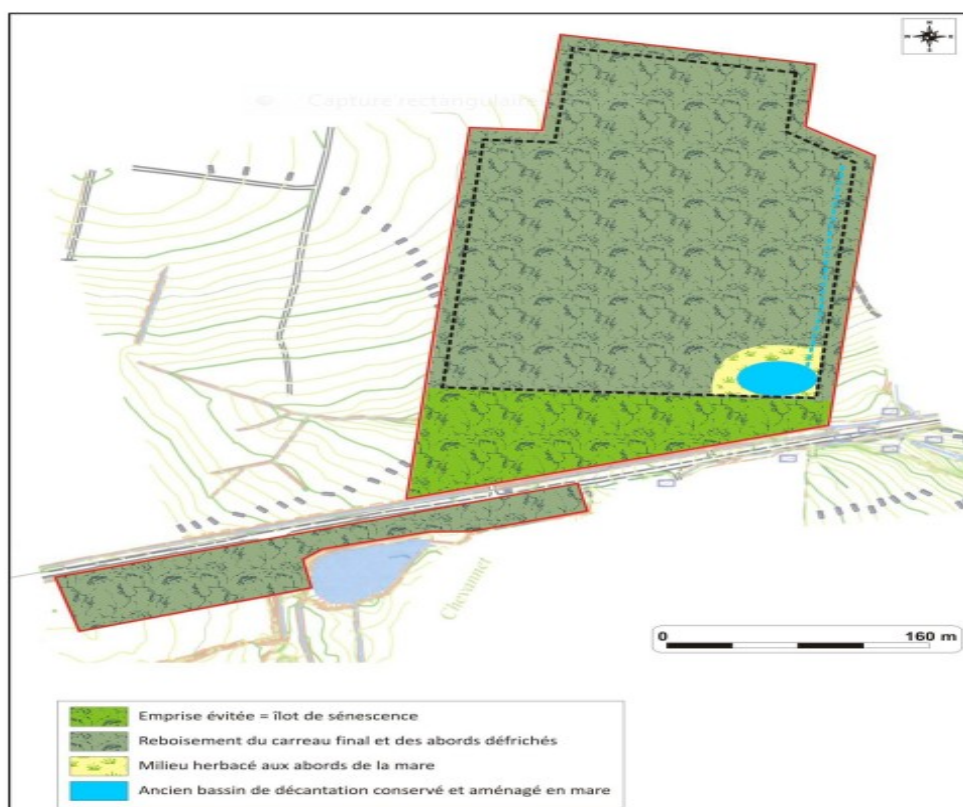 Capture rectangulaire
Chevannet
0 160 m
Emprise évitée = îlot de sénescence
Reboisement du carreau final et des abords défrichés
Milieu herbacé aux abords de la mare
Ancien bassin de décantation conservé et aménagé en mare